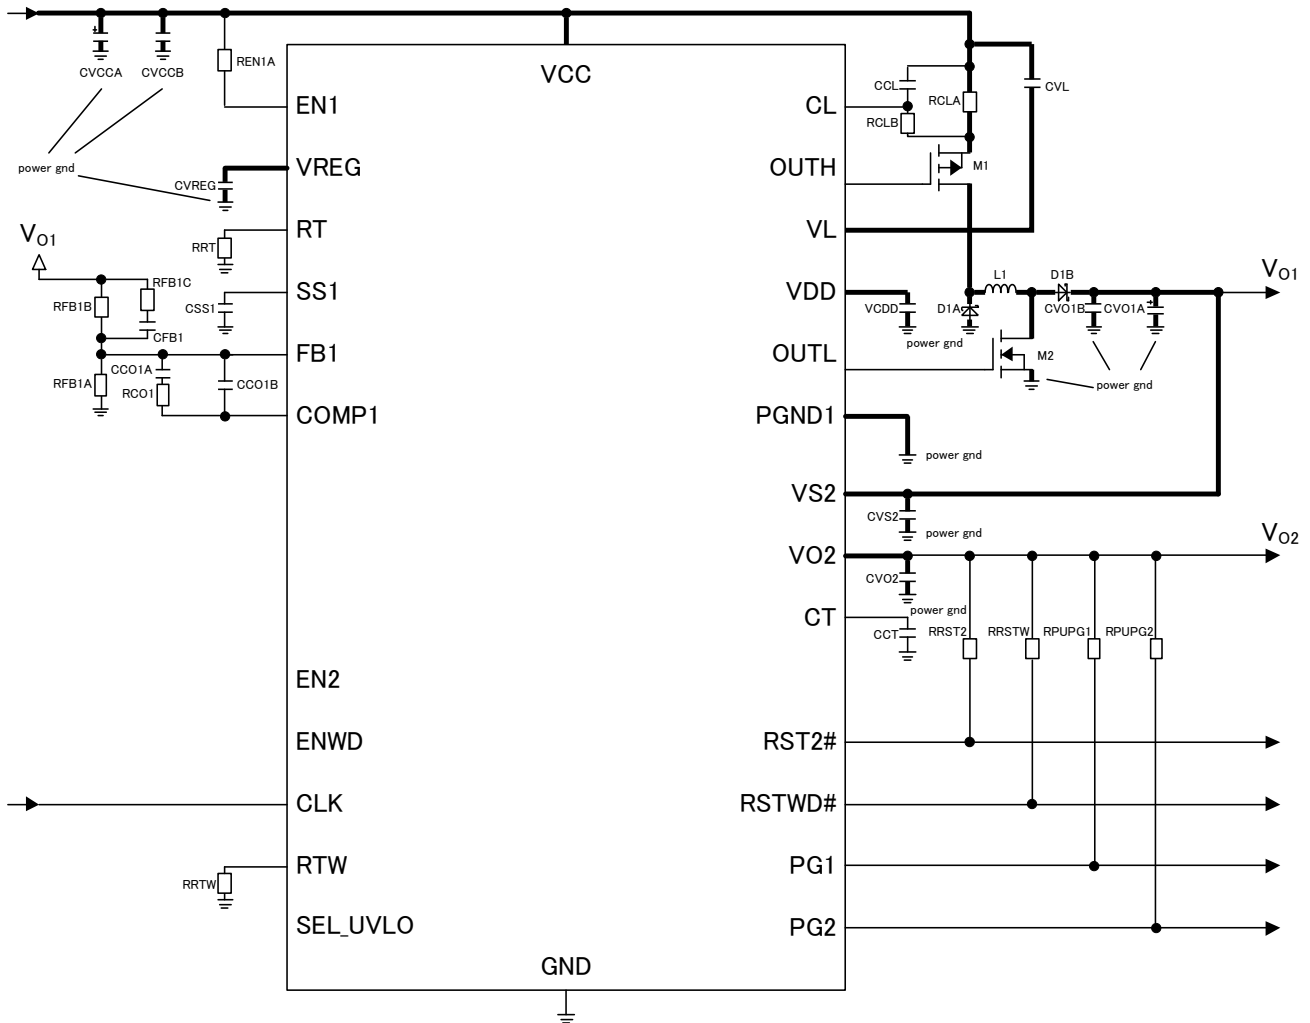 CVCCA
CVCCB
REN1A
VCC
EN1
CL
CCL
RCLA
RCLB
CVL
power gnd
CVREG
VREG
OUTH
M1
RRT
RT
VL
VO1
RFB1C
RFB1B
CFB1
CSS1
SS1
VDD
VCDD
L1
D1B
D1A
CVO1B
CVO1A
VO1
power gnd
FB1
OUTL
M2
power gnd
RFB1A
CCO1A
RCO1
CCO1B
COMP1
PGND1
power gnd
VS2
CVS2
power gnd
VO2
VO2
CVO2
power gnd
CT
CCT
RRST2
RRSTW
RPUPG1
RPUPG2
EN2
ENWD
RST2#
CLK
RSTWD#
RTW
RRTW
PG1
SEL_UVLO
PG2
GND